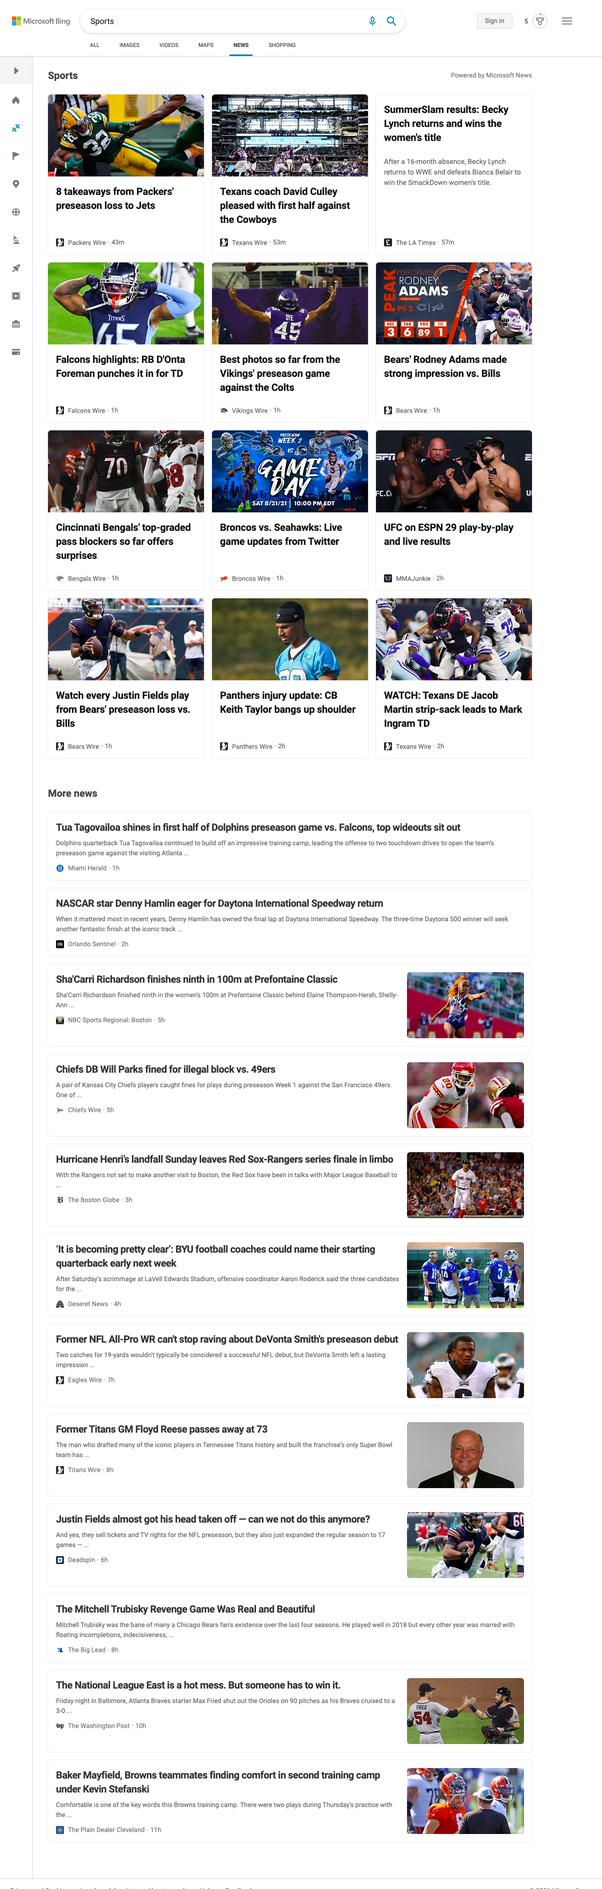 Microsoft Bing
Sports
Sign in
5
ALL
IMAGES
VIDEOS
MAPS
NEWS
SHOPPING
Sports
Powered by Microsoft News
8 takeaways from Packers'
preseason loss to Jets
Packers Wire · 43m
Texans coach David Culley
pleased with first half against
the Cowboys
Texans Wire · 53m
SummerSlam results: Becky
Lynch returns and wins the
women's title
After a 16-month absence, Becky Lynch
returns to WWE and defeats Bianca Belair to
win the SmackDown women's title.
The LA Times · 57m
TITANS
45
Falcons highlights: RB D'Onta
Foreman punches it in for TD
Falcons Wire · 1h
45
Best photos so far from the
Vikings' preseason game
against the Colts
Vikings Wire · 1h
PEAK
PERFORMER
RODNEY
ADAMS
PS 2
REC
TAR
YDS
TD
3
6
89
1
Bears' Rodney Adams made
strong impression vs. Bills
Bears Wire · 1h
70
Cincinnati Bengals' top-graded
pass blockers so far offers
surprises
Bengals Wire · 1h
PRESEASON
WEEK 2
VS
GAME
DAY
SAT 8/21/21 | 10:00 PM EDT
Broncos vs. Seahawks: Live
game updates from Twitter
Broncos Wire · 1h
UFC on ESPN 29 play-by-play
and live results
MMAJunkie · 2h
Watch every Justin Fields play
from Bears' preseason loss vs.
Bills
Bears Wire · 1h
Panthers injury update: CB
Keith Taylor bangs up shoulder
Panthers Wire · 2h
WATCH: Texans DE Jacob
Martin strip-sack leads to Mark
Ingram TD
Texans Wire · 2h
More news
Tua Tagovailoa shines in first half of Dolphins preseason game vs. Falcons, top wideouts sit out
Dolphins quarterback Tua Tagovailoa continued to build off an impressive training camp, leading the offense to two touchdown drives to open the team's
preseason game against the visiting Atlanta ...
Miami Herald · 1h
NASCAR star Denny Hamlin eager for Daytona International Speedway return
When it mattered most in recent years, Denny Hamlin has owned the final lap at Daytona International Speedway. The three-time Daytona 500 winner will seek
another fantastic finish at the iconic track ...
Orlando Sentinel · 2h
Sha'Carri Richardson finishes ninth in 100m at Prefontaine Classic
Sha'Carri Richardson finished ninth in the women's 100m at Prefontaine Classic behind Elaine Thompson-Herah, Shelly-
Ann ...
NBC Sports Regional: Boston · 5h
Chiefs DB Will Parks fined for illegal block vs. 49ers
A pair of Kansas City Chiefs players caught fines for plays during preseason Week 1 against the San Francisco 49ers.
One of ...
Chiefs Wire · 5h
Hurricane Henri's landfall Sunday leaves Red Sox-Rangers series finale in limbo
With the Rangers not set to make another visit to Boston, the Red Sox have been in talks with Major League Baseball to
...
The Boston Globe · 3h
'It is becoming pretty clear': BYU football coaches could name their starting
quarterback early next week
After Saturday's scrimmage at LaVell Edwards Stadium, offensive coordinator Aaron Roderick said the three candidates
for the ...
Deseret News · 4h
Former NFL All-Pro WR can't stop raving about DeVonta Smith's preseason debut
Two catches for 19-yards wouldn't typically be considered a successful NFL debut, but DeVonta Smith left a lasting
impression ...
Eagles Wire · 7h
Former Titans GM Floyd Reese passes away at 73
The man who drafted many of the iconic players in Tennessee Titans history and built the franchise's only Super Bowl
team has ...
Titans Wire · 8h
Justin Fields almost got his head taken off — can we not do this anymore?
And yes, they sell tickets and TV rights for the NFL preseason, but they also just expanded the regular season to 17
games — ...
Deadspin · 6h
The Mitchell Trubisky Revenge Game Was Real and Beautiful
Mitchell Trubisky was the bane of many a Chicago Bears fan's existence over the last four seasons. He played well in 2018 but every other year was marred with
floating incompletions, indecisiveness, ...
The Big Lead · 8h
The National League East is a hot mess. But someone has to win it.
Friday night in Baltimore, Atlanta Braves starter Max Fried shut out the Orioles on 90 pitches as his Braves cruised to a
3-0 ...
The Washington Post · 10h
FRIED
54
Baker Mayfield, Browns teammates finding comfort in second training camp
under Kevin Stefanski
Comfortable is one of the key words this Browns training camp. There were two plays during Thursday's practice with
the ...
The Plain Dealer Cleveland · 11h